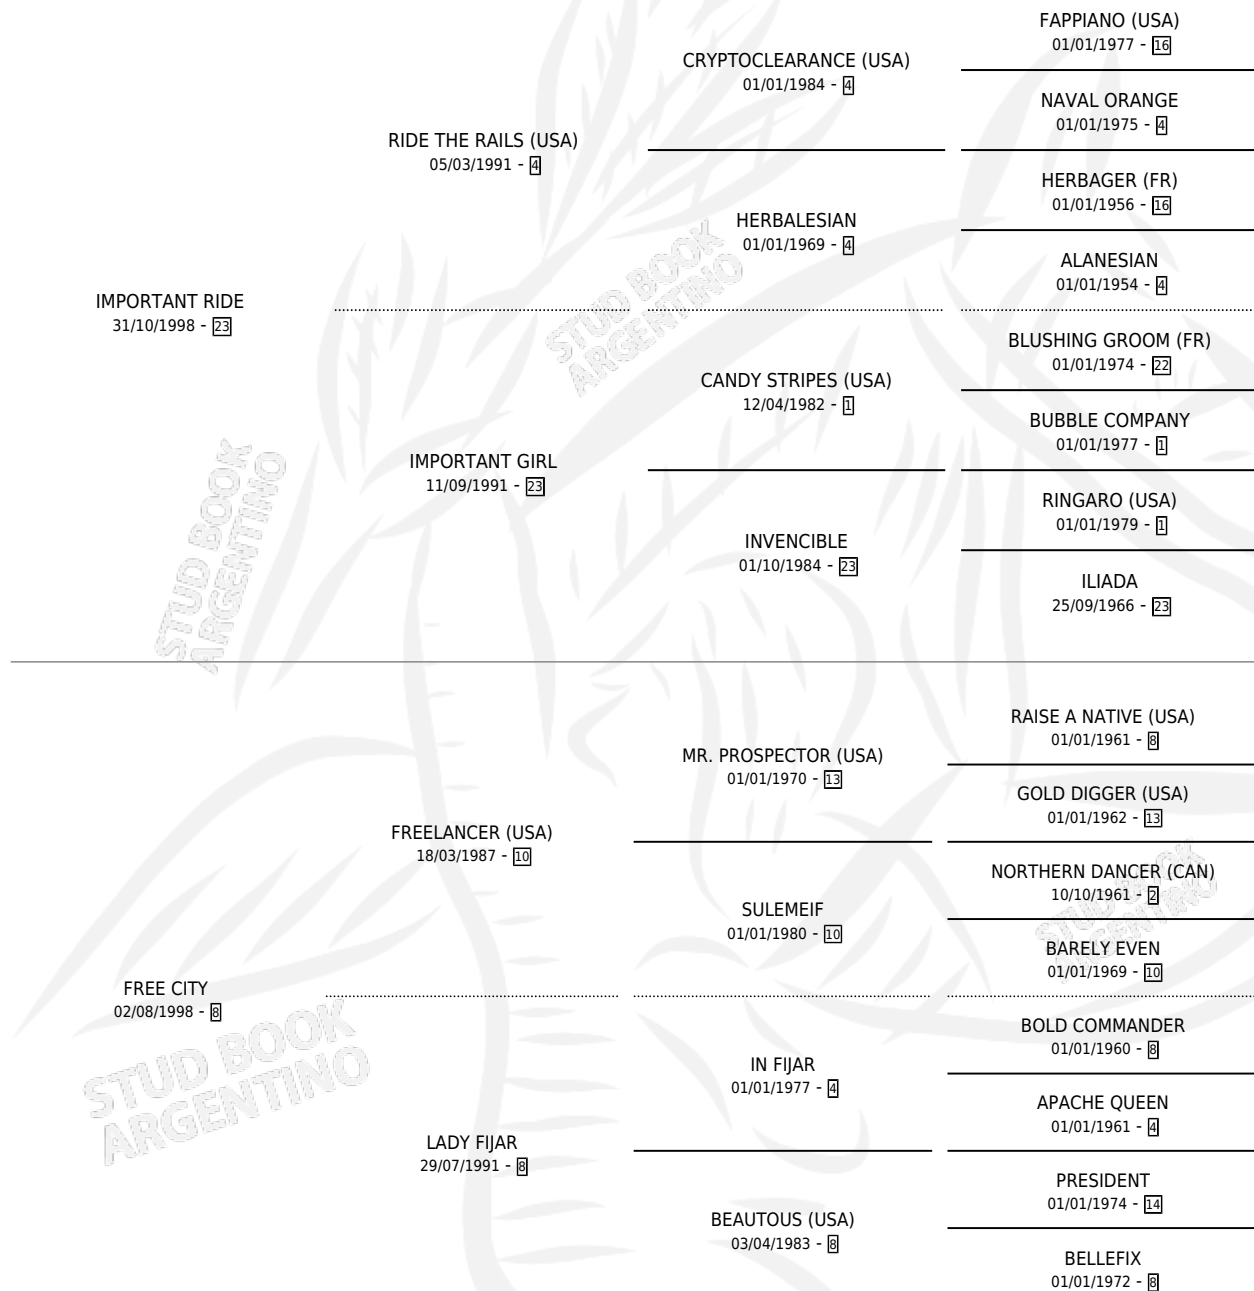 FAPPIANO (USA)
01/01/1977 - 16
CRYPTOCLEARANCE (USA)
01/01/1984 - 4
NAVAL ORANGE
01/01/1975 - 4
RIDE THE RAILS (USA)
05/03/1991 - 4
HERBAGER (FR)
01/01/1956 - 16
HERBALESIAN
01/01/1969 - 4
ALANESIAN
01/01/1954 - 4
IMPORTANT RIDE
31/10/1998 - 23
BLUSHING GROOM (FR)
01/01/1974 - 22
CANDY STRIPES (USA)
12/04/1982 - 1
BUBBLE COMPANY
01/01/1977 - 1
IMPORTANT GIRL
11/09/1991 - 23
RINGARO (USA)
01/01/1979 - 1
INVENCIBLE
01/10/1984 - 23
ILIADA
25/09/1966 - 23
STUD BOOK
ARGENTINO
STUD BOOK
ARGENTINO
RAISE A NATIVE (USA)
01/01/1961 - 8
MR. PROSPECTOR (USA)
01/01/1970 - 13
GOLD DIGGER (USA)
01/01/1962 - 13
FREELANCER (USA)
18/03/1987 - 10
NORTHERN DANCER (CAN)
10/10/1961 - 2
SULEMEIF
01/01/1980 - 10
BARELY EVEN
01/01/1969 - 10
FREE CITY
02/08/1998 - 8
BOLD COMMANDER
01/01/1960 - 8
IN FIJAR
01/01/1977 - 4
APACHE QUEEN
01/01/1961 - 4
LADY FIJAR
29/07/1991 - 8
PRESIDENT
01/01/1974 - 14
BEAUTOUS (USA)
03/04/1983 - 8
BELLEFIX
01/01/1972 - 8
STUD BOOK
ARGENTINO
STUD BOOK
ARGENTINO